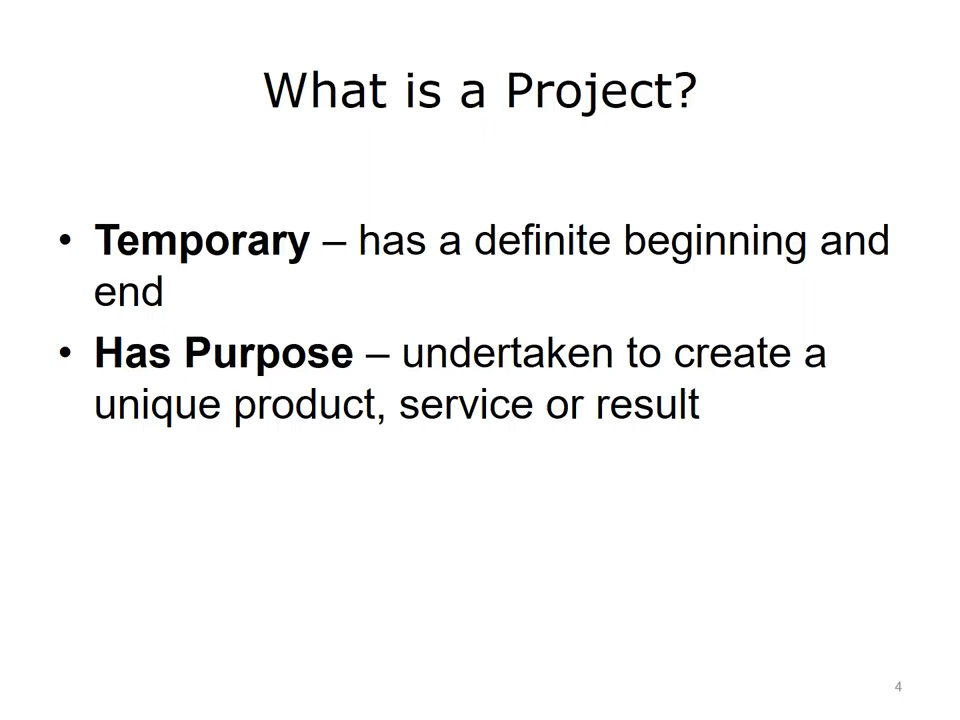 What is a Project?
• Temporary – has a definite beginning and
end
• Has Purpose – undertaken to create a
unique product, service or result
4